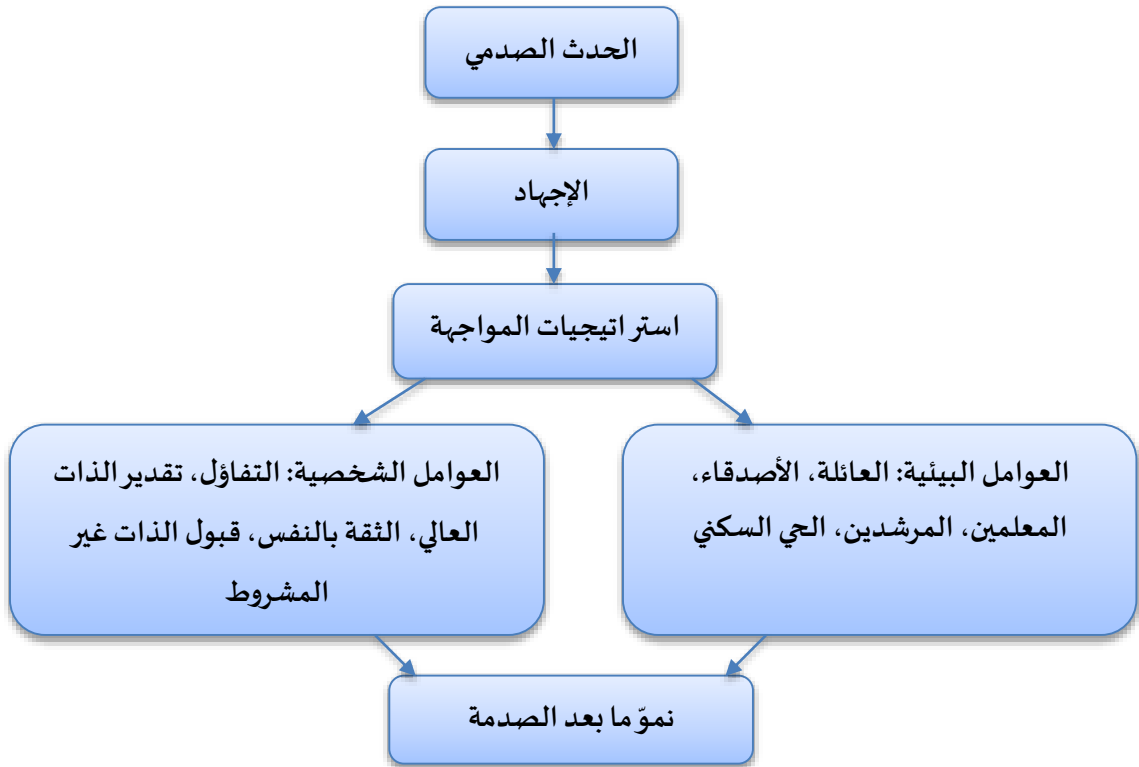 الحدث الصدمي
الإجهاد
استراتيجيات المواجهة
العوامل البيئية: العائلة، الأصدقاء،
المعلمين، المرشدين، الحي السكني
العوامل الشخصية: التفاؤل، تقدير الذات
العالي، الثقة بالنفس، قبول الذات غير
المشروط
نموّ ما بعد الصدمة